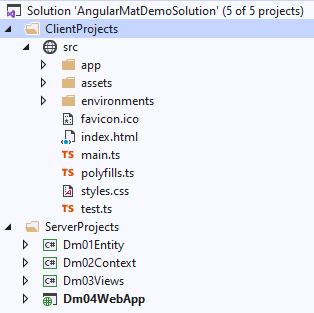 Solution 'AngularMatDemoSolution' (5 of 5 projects)
ClientProjects
src
app
assets
environments
favicon.ico
index.html
TS main.ts
TS polyfills.ts
styles.css
TS test.ts
ServerProjects
C# Dm01Entity
C# Dm02Context
C# Dm03Views
Dm04WebApp